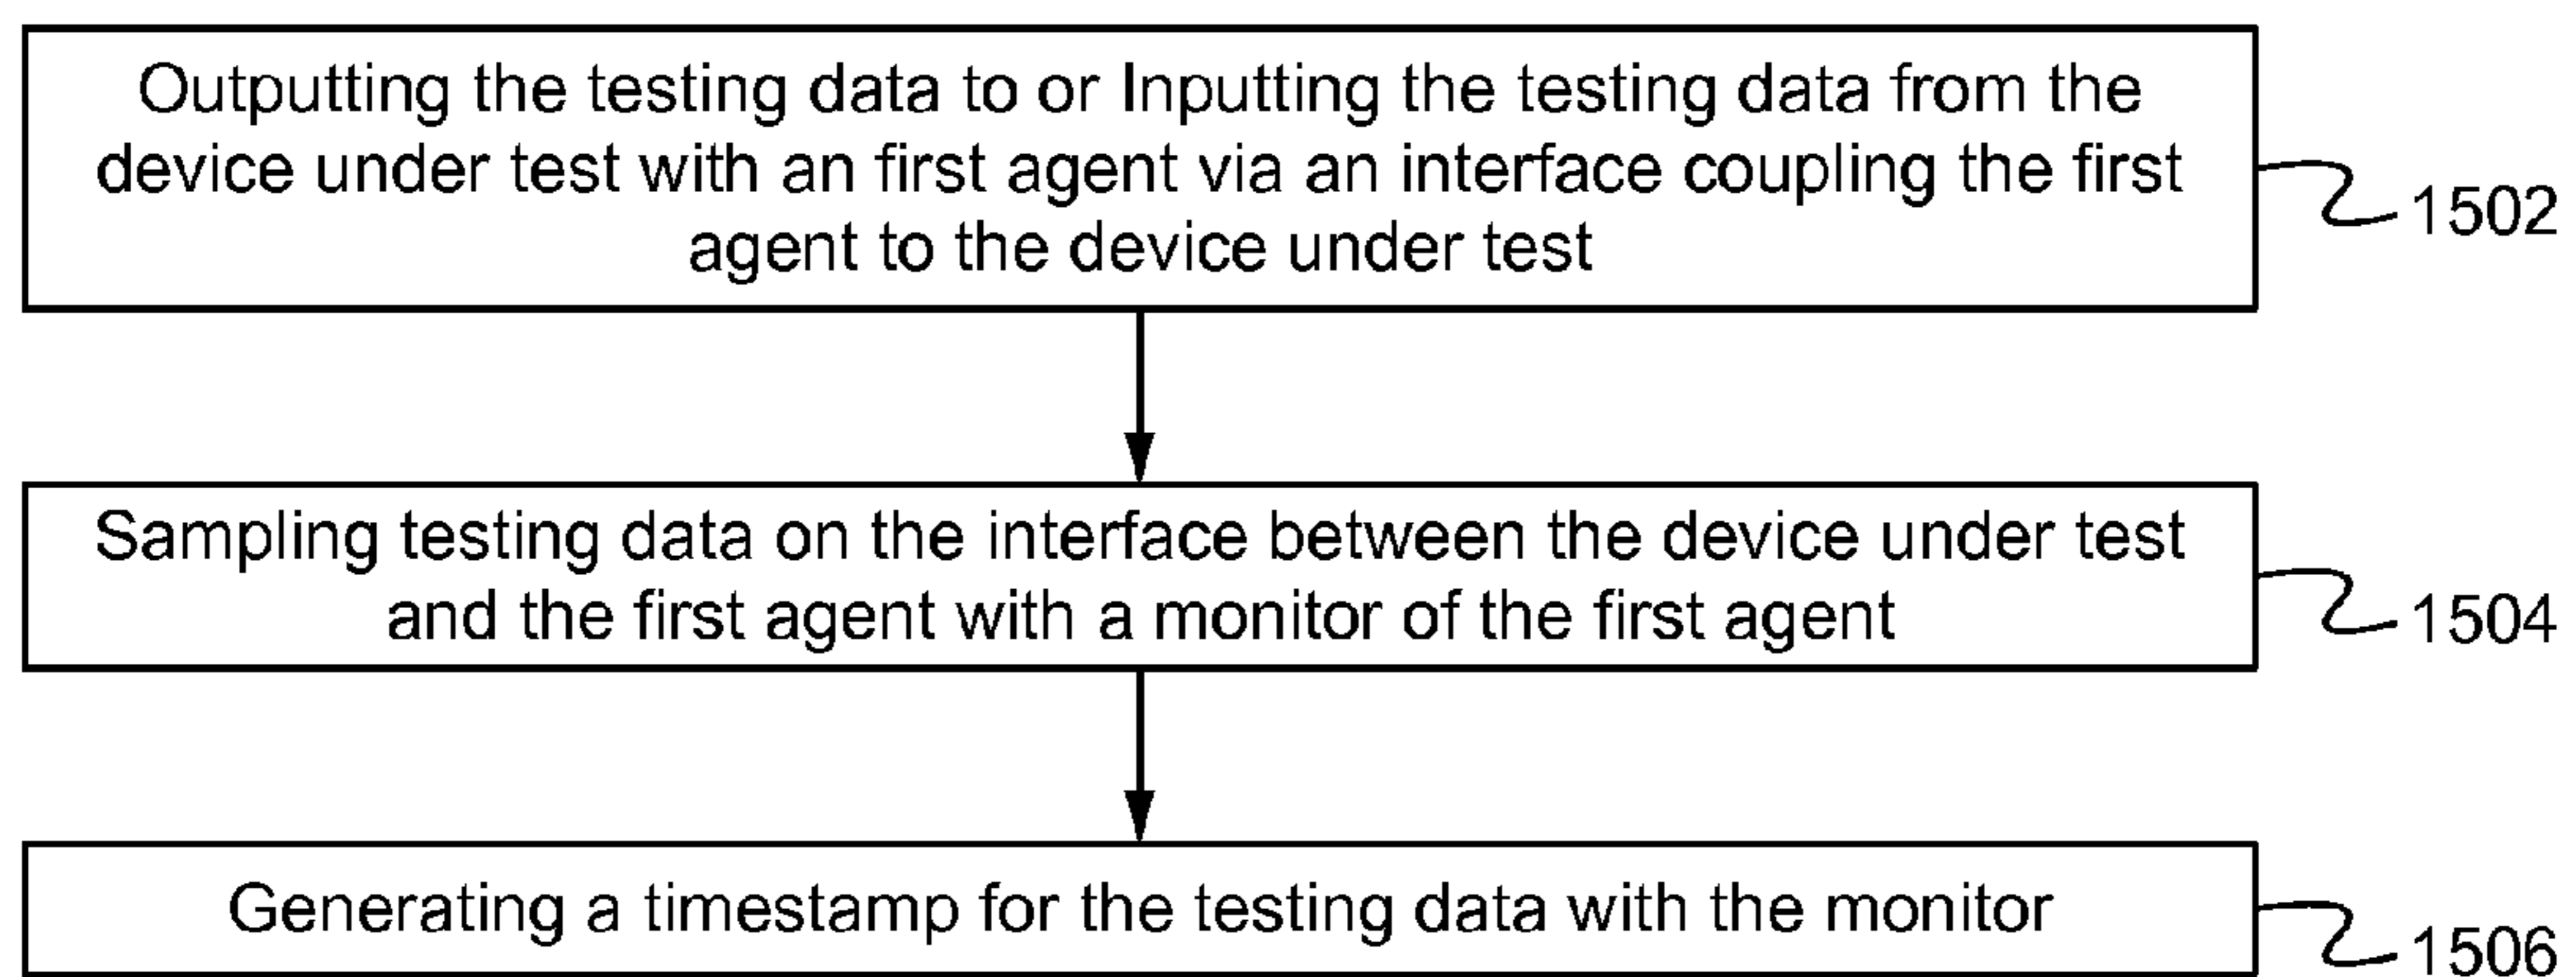 Outputting the testing data to or Inputting the testing data from the
device under test with an first agent via an interface coupling the first
agent to the device under test
1502
Sampling testing data on the interface between the device under test
and the first agent with a monitor of the first agent
1504
Generating a timestamp for the testing data with the monitor
1506